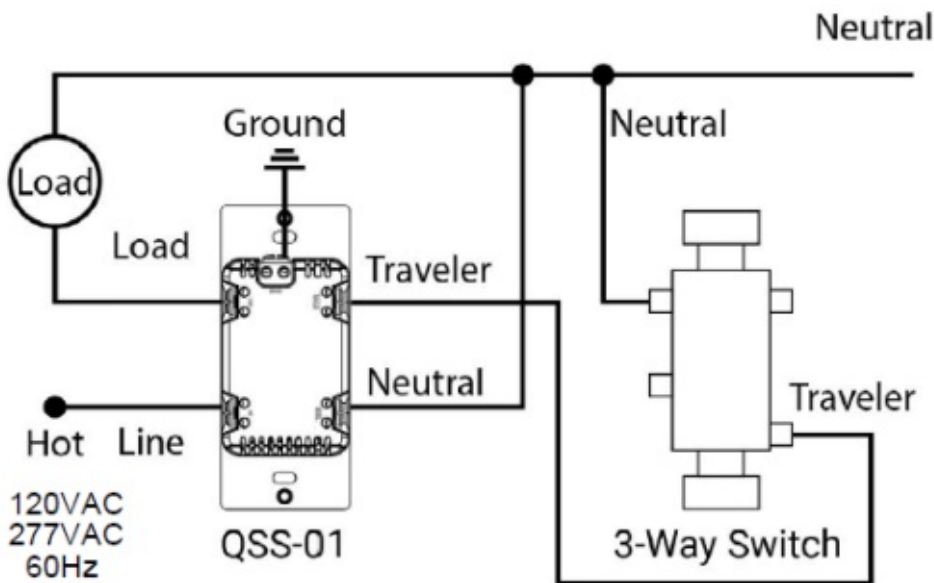 Neutral
Ground
Neutral
Load
Load
Traveler
Neutral
Traveler
Hot
Line
120VAC
277VAC
60Hz
QSS-01
3-Way Switch